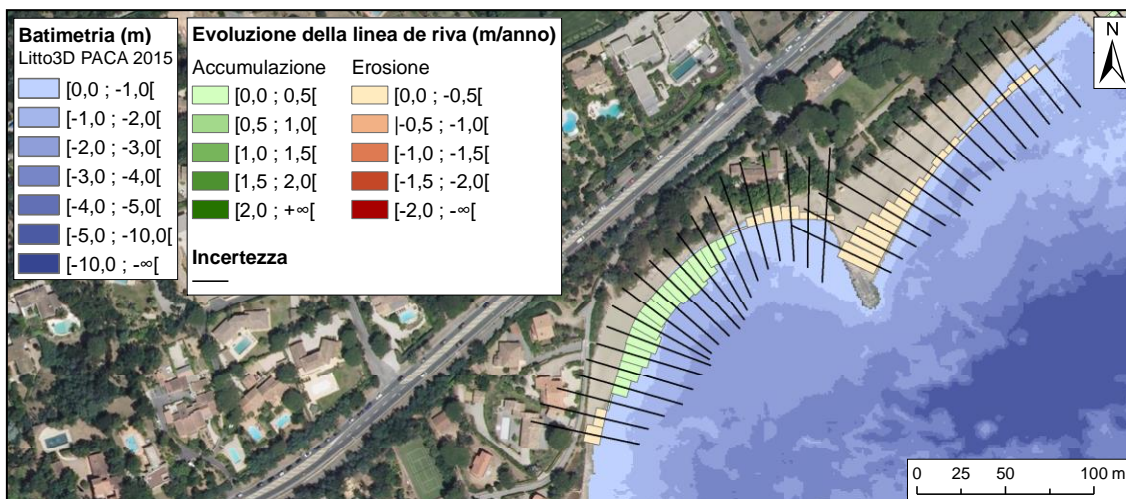 Batimetria (m)
Litto3D PACA 2015
[0,0 ; -1,0[
[-1,0 ; -2,0[
[-2,0 ; -3,0[
[-3,0 ; -4,0[
[-4,0 ; -5,0[
[-5,0 ; -10,0[
[-10,0 ; -∞[
Evoluzione della linea de riva (m/anno)
Accumulazione
[0,0 ; 0,5[
[0,5 ; 1,0[
[1,0 ; 1,5[
[1,5 ; 2,0[
[2,0 ; +∞[
Erosione
[0,0 ; -0,5[
|-0,5 ; -1,0[
[-1,0 ; -1,5[
[-1,5 ; -2,0[
[-2,0 ; -∞[
Incertezza
N
0 25 50 100 m